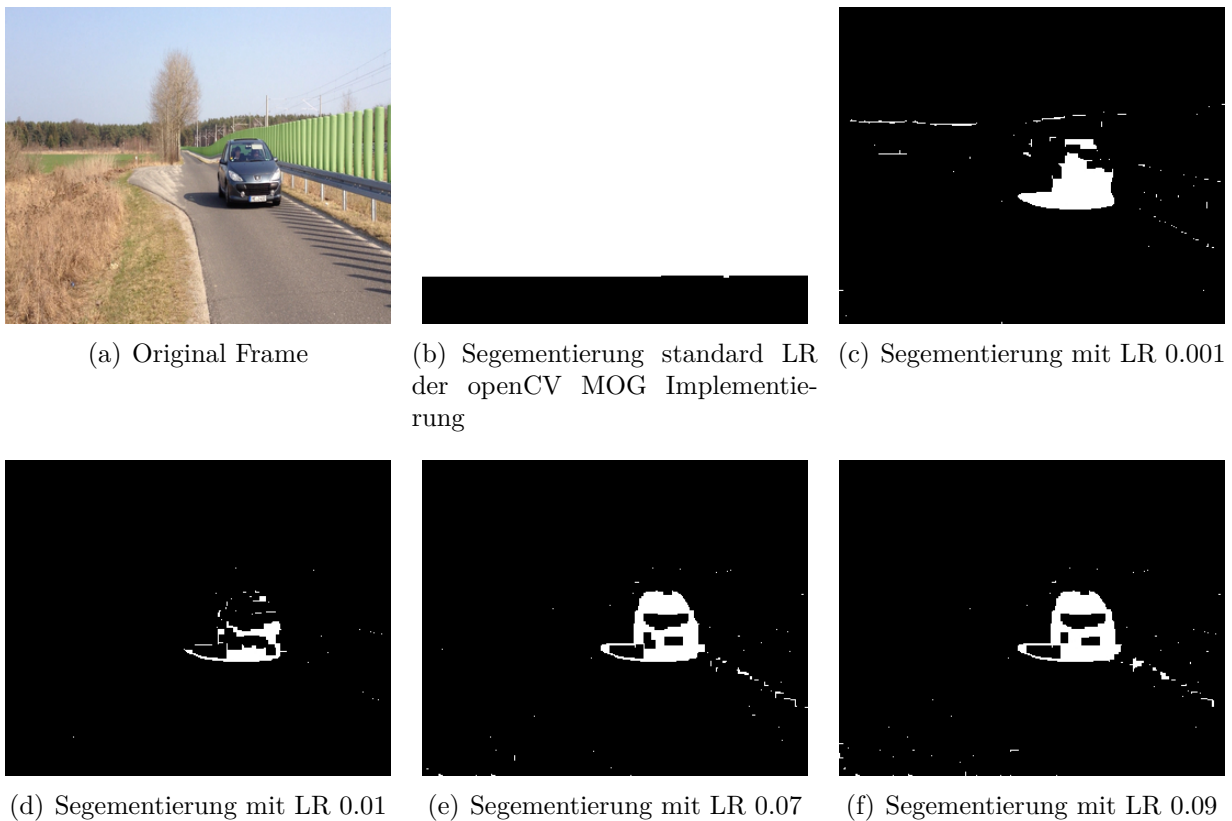 (a) Original Frame
(b) Segementierung standard LR
der openCV MOG Implementie-
rung
(c) Segementierung mit LR 0.001
(d) Segementierung mit LR 0.01
(e) Segementierung mit LR 0.07
(f) Segementierung mit LR 0.09